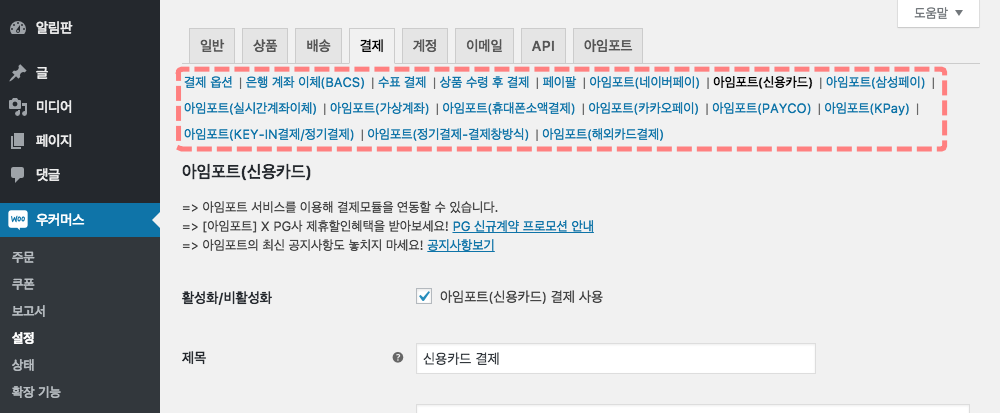 도움말 ▼
알림판
글
미디어
페이지
댓글
Woo 우커머스
주문
쿠폰
보고서
설정
상태
확장 기능
일반 상품 배송 결제 계정 이메일 API 아임포트
결제 옵션 | 은행 계좌 이체(BACS) | 수표 결제 | 상품 수령 후 결제 | 페이팔 | 아임포트(네이버페이) | 아임포트(신용카드) | 아임포트(삼성페이) |
아임포트(실시간계좌이체) | 아임포트(가상계좌) | 아임포트(휴대폰소액결제) | 아임포트(카카오페이) | 아임포트(PAYCO) | 아임포트(KPay) |
아임포트(KEY-IN결제/정기결제) | 아임포트(정기결제-결제창방식) | 아임포트(해외카드결제)
아임포트(신용카드)
=> 아임포트 서비스를 이용해 결제모듈을 연동할 수 있습니다.
=> [아임포트] X PG사 제휴할인혜택을 받아보세요! PG 신규계약 프로모션 안내
=> 아임포트의 최신 공지사항도 놓치지 마세요! 공지사항보기
활성화/비활성화 아임포트(신용카드) 결제 사용
제목 ? 신용카드 결제